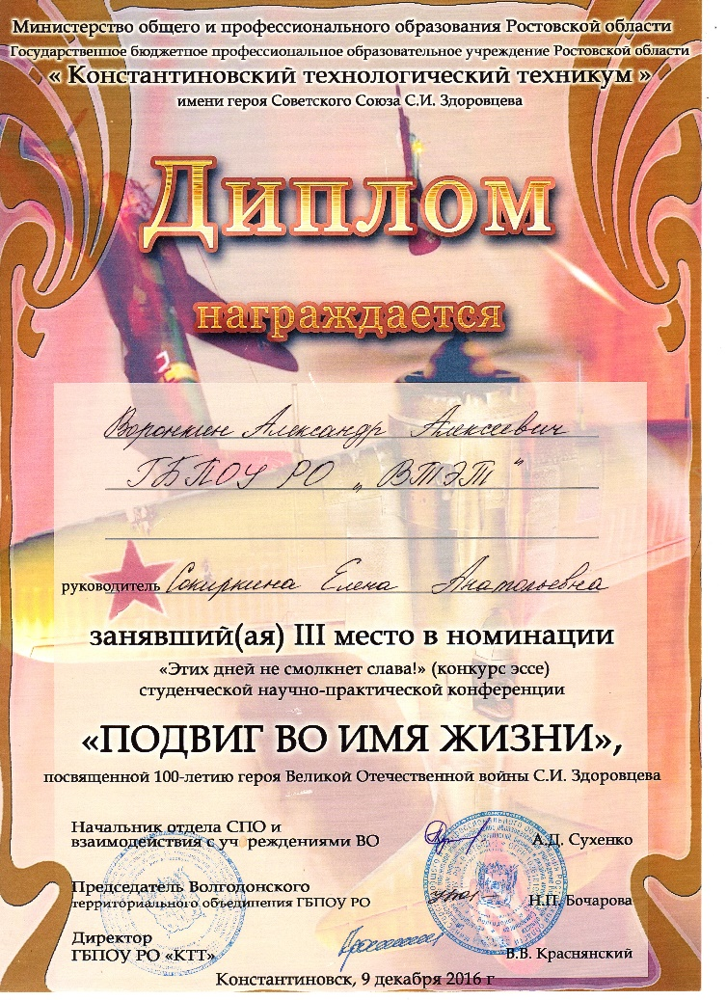 Министерство общего и профессионального образования Ростовской области
Государственное бюджетное профессиональное образовательное учреждение Ростовской области
« Константиновский технологический техникум »
имени героя Советского Союза С.И. Здоровцева
Диплом
награждается
Воронкин Александр Алексеевич
ГБПОУ РО „ВТЭТ“
руководитель Сокиркина Елена Анатольевна
занявший(ая) III место в номинации
«Этих дней не смолкнет слава!» (конкурс эссе)
студенческой научно-практической конференции
«ПОДВИГ ВО ИМЯ ЖИЗНИ»,
посвященной 100-летию героя Великой Отечественной войны С.И. Здоровцева
Начальник отдела СПО и
взаимодействия с учреждениями ВО А.Д. Сухенко
Председатель Волгодонского
территориального объединения ГБПОУ РО Н.П. Бочарова
Директор
ГБПОУ РО «КТТ» В.В. Краснянский
Константиновск, 9 декабря 2016 г